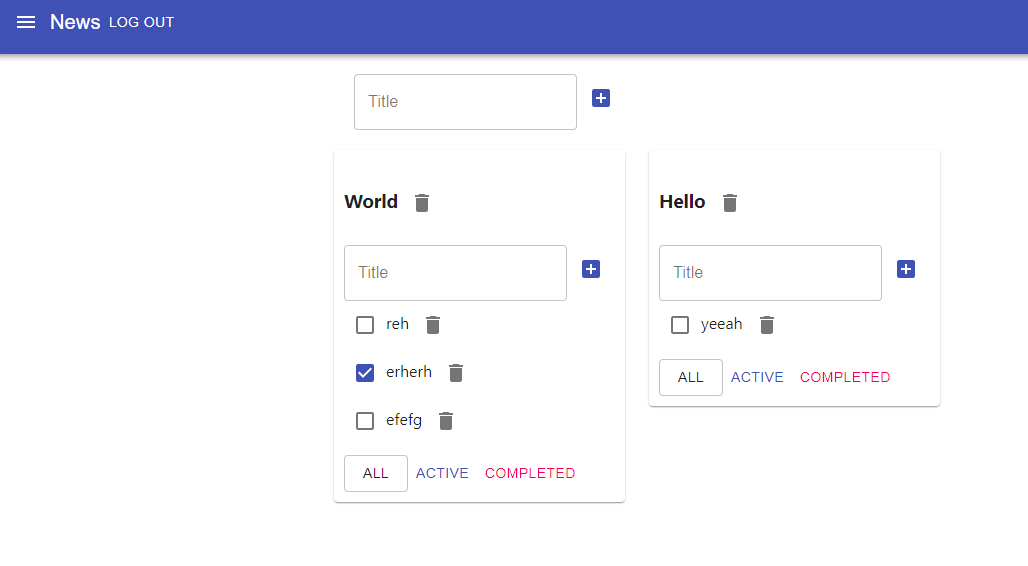 News LOG OUT
Title
World
Title
reh
erherh
efefg
ALL ACTIVE COMPLETED
Hello
Title
yeeah
ALL ACTIVE COMPLETED